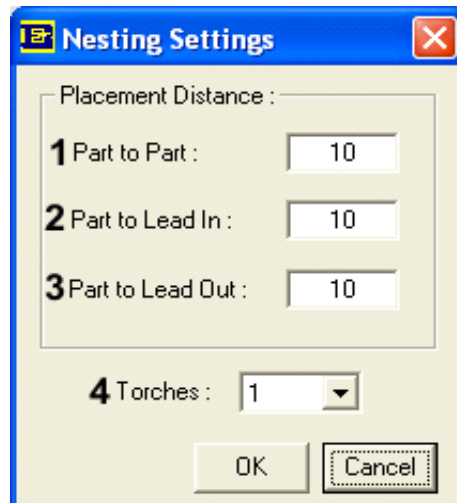 Nesting Settings
Placement Distance :
1 Part to Part : 10
2 Part to Lead In : 10
3 Part to Lead Out : 10
4 Torches : 1
OK Cancel